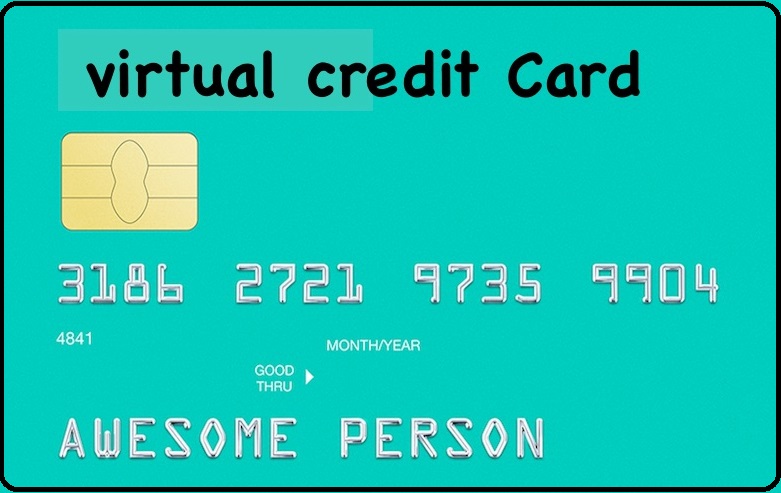 virtual credit Card
3186 2721 9735 9904
4841
MONTH/YEAR
GOOD
THRU
AWESOME PERSON